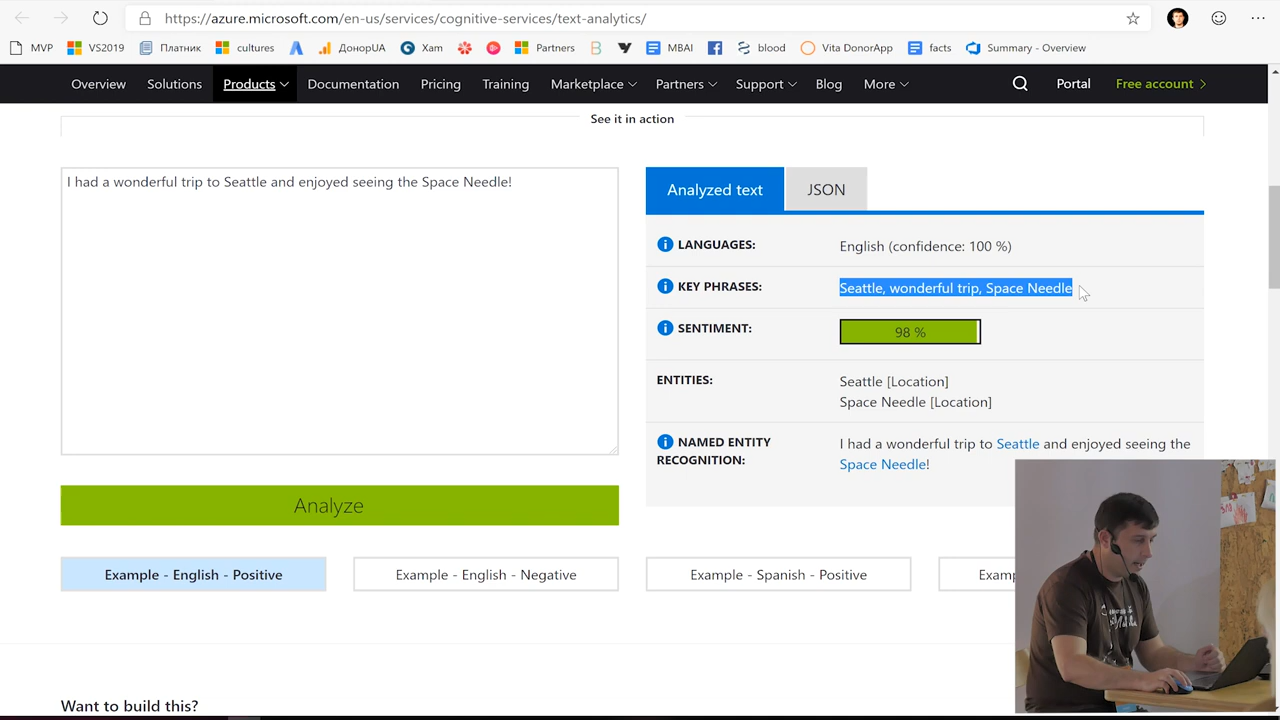 https://azure.microsoft.com/en-us/services/cognitive-services/text-analytics/
MVP VS2019 Платник cultures ДонорUA Хам Partners MBAI blood Vita DonorApp facts Summary - Overview
Overview Solutions Products Documentation Pricing Training Marketplace Partners Support Blog More Portal Free account
See it in action
I had a wonderful trip to Seattle and enjoyed seeing the Space Needle!
Analyzed text JSON
LANGUAGES: English (confidence: 100 %)
KEY PHRASES: Seattle, wonderful trip, Space Needle
SENTIMENT: 98 %
ENTITIES: Seattle [Location]
Space Needle [Location]
NAMED ENTITY RECOGNITION: I had a wonderful trip to Seattle and enjoyed seeing the
Space Needle!
Analyze
Example - English - Positive Example - English - Negative Example - Spanish - Positive
Want to build this?